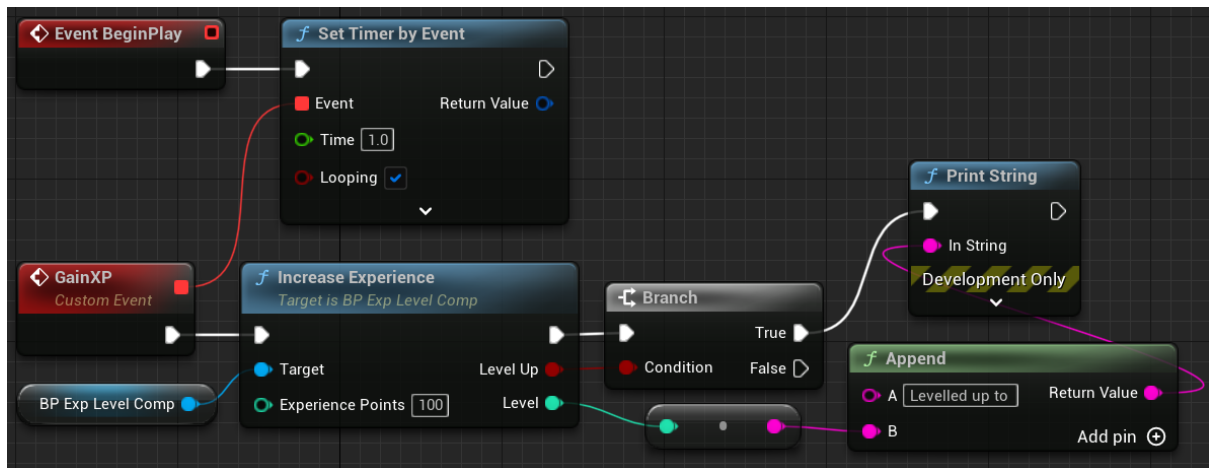 Event BeginPlay
f Set Timer by Event
Event
Return Value
Time 1.0
Looping
f Print String
In String
Development Only
GainXP
Custom Event
f Increase Experience
Target is BP Exp Level Comp
Target
Level Up
Experience Points 100
Level
BP Exp Level Comp
Branch
True
Condition
False
f Append
A Levelled up to
Return Value
B
Add pin